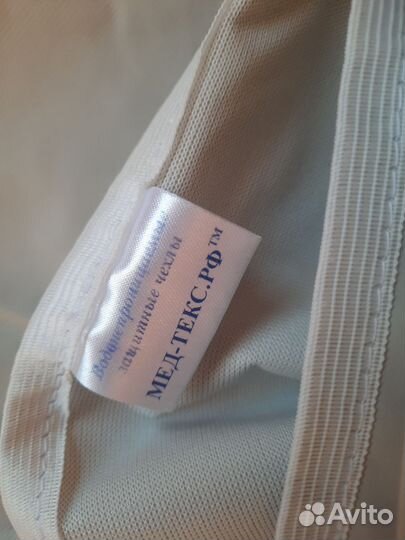 Водонепроницаемые
защитные чехлы
МЕД-ТЕКС.РФ™
Avito